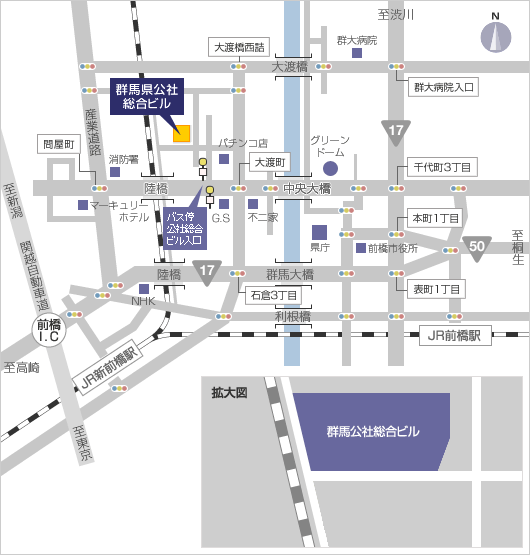 至渋川
N
大渡橋西詰
群大病院
大渡橋
群馬県公社
総合ビル
群大病院入口
産業道路
17
問屋町
消防署
パチンコ店
グリーン
ドーム
大渡町
千代町3丁目
至新潟
陸橋
中央大橋
マーキュリー
ホテル
バス停
公社総合
ビル入口
G.S
不二家
本町1丁目
県庁
前橋市役所
至桐生
50
関越自動車道
陸橋
17
群馬大橋
NHK
石倉3丁目
表町1丁目
前橋
I.C
利根橋
JR前橋駅
至高崎
JR新前橋駅
至東京
拡大図
群馬公社総合ビル